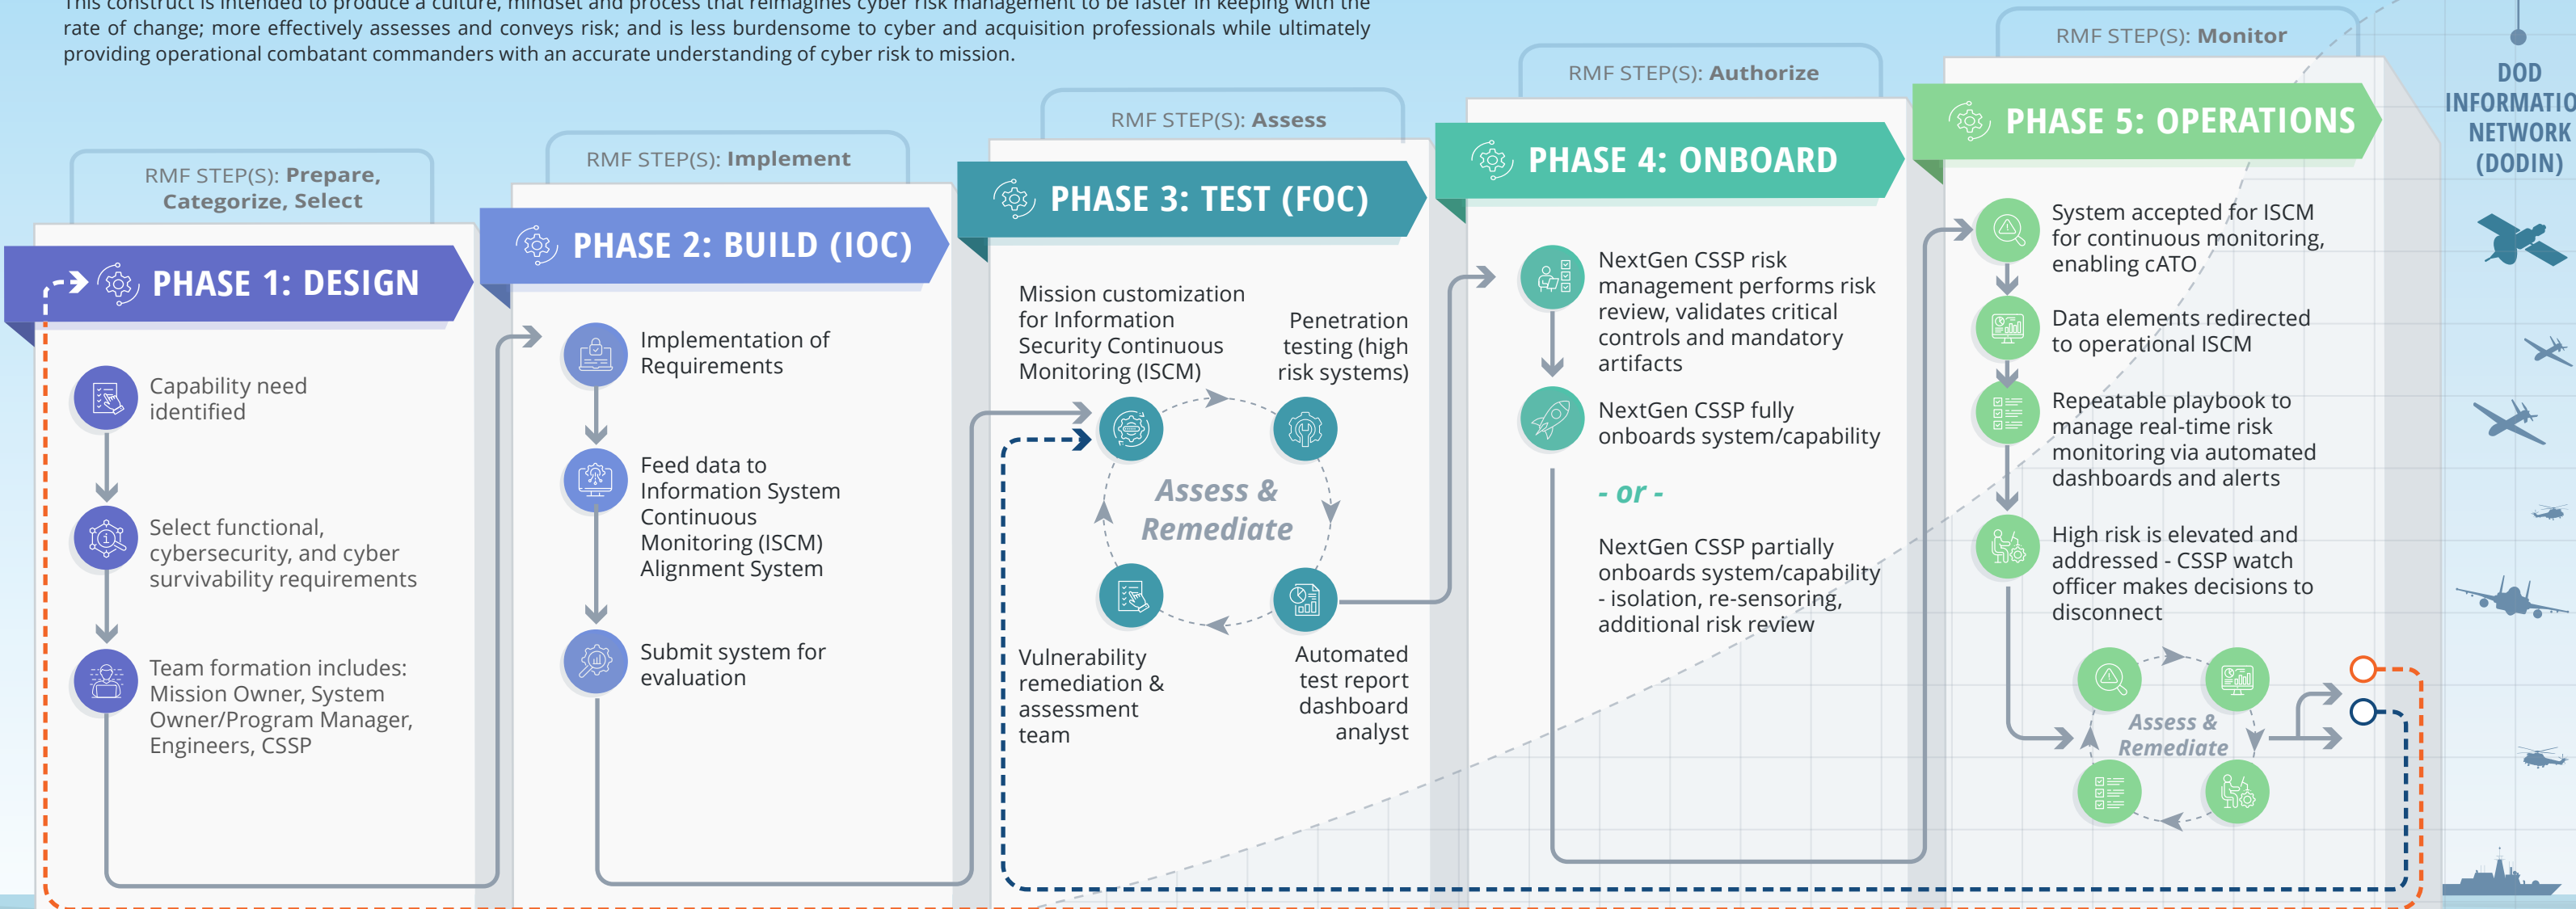 This construct is intended to produce a culture, mindset and process that reimagines cyber risk management to be faster in keeping with the
rate of change; more effectively assesses and conveys risk; and is less burdensome to cyber and acquisition professionals while ultimately
providing operational combatant commanders with an accurate understanding of cyber risk to mission.
RMF STEP(S): Prepare,
Categorize, Select
PHASE 1: DESIGN
Capability need
identified
Select functional,
cybersecurity, and cyber
survivability requirements
Team formation includes:
Mission Owner, System
Owner/Program Manager,
Engineers, CSSP
RMF STEP(S): Implement
PHASE 2: BUILD (IOC)
Implementation of
Requirements
Feed data to
Information System
Continuous
Monitoring (ISCM)
Alignment System
Submit system for
evaluation
RMF STEP(S): Assess
PHASE 3: TEST (FOC)
Mission customization
for Information
Security Continuous
Monitoring (ISCM)
Penetration
testing (high
risk systems)
Assess &
Remediate
Vulnerability
remediation &
assessment
team
Automated
test report
dashboard
analyst
RMF STEP(S): Authorize
PHASE 4: ONBOARD
NextGen CSSP risk
management performs risk
review, validates critical
controls and mandatory
artifacts
NextGen CSSP fully
onboards system/capability
- or -
NextGen CSSP partially
onboards system/capability
- isolation, re-sensoring,
additional risk review
RMF STEP(S): Monitor
PHASE 5: OPERATIONS
System accepted for ISCM
for continuous monitoring,
enabling cATO
Data elements redirected
to operational ISCM
Repeatable playbook to
manage real-time risk
monitoring via automated
dashboards and alerts
High risk is elevated and
addressed - CSSP watch
officer makes decisions to
disconnect
Assess &
Remediate
DOD
INFORMATIO
NETWORK
(DODIN)